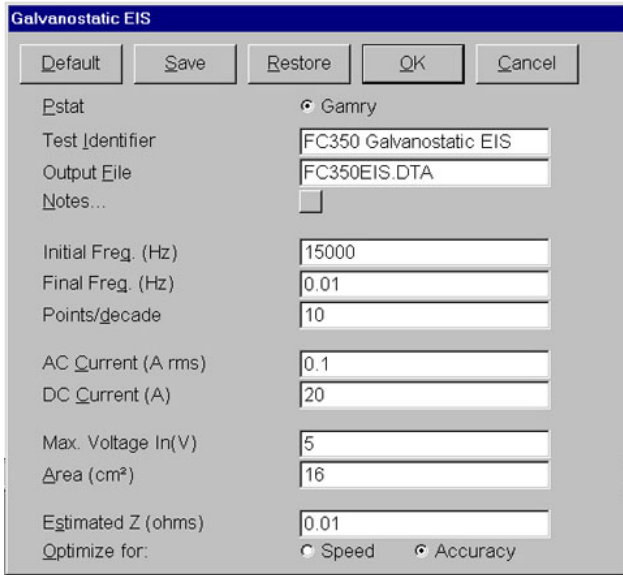 Galvanostatic EIS
Default Save Restore OK Cancel
Pstat Gamry
Test Identifier FC350 Galvanostatic EIS
Output File FC350EIS.DTA
Notes...
Initial Freq. (Hz) 15000
Final Freq. (Hz) 0.01
Points/decade 10
AC Current (A rms) 0.1
DC Current (A) 20
Max. Voltage In(V) 5
Area (cm²) 16
Estimated Z (ohms) 0.01
Optimize for: Speed Accuracy